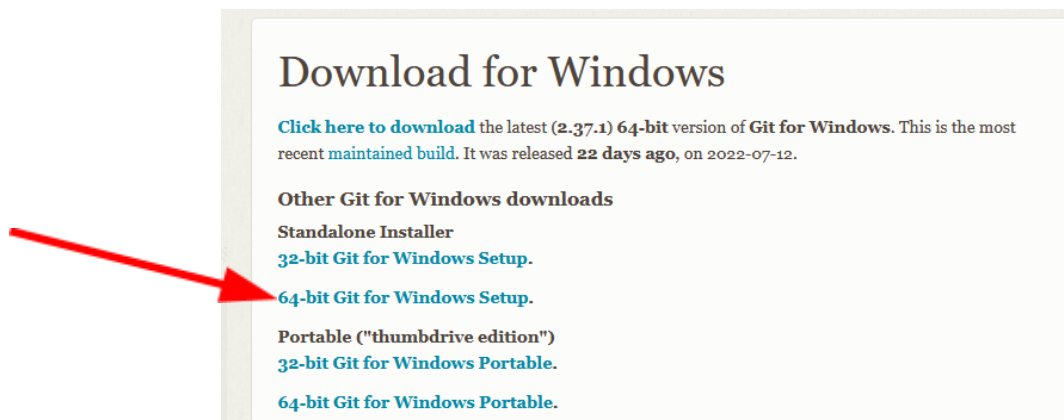 Download for Windows
Click here to download the latest (2.37.1) 64-bit version of Git for Windows. This is the most
recent maintained build. It was released 22 days ago, on 2022-07-12.
Other Git for Windows downloads
Standalone Installer
32-bit Git for Windows Setup.
64-bit Git for Windows Setup.
Portable ("thumbdrive edition")
32-bit Git for Windows Portable.
64-bit Git for Windows Portable.